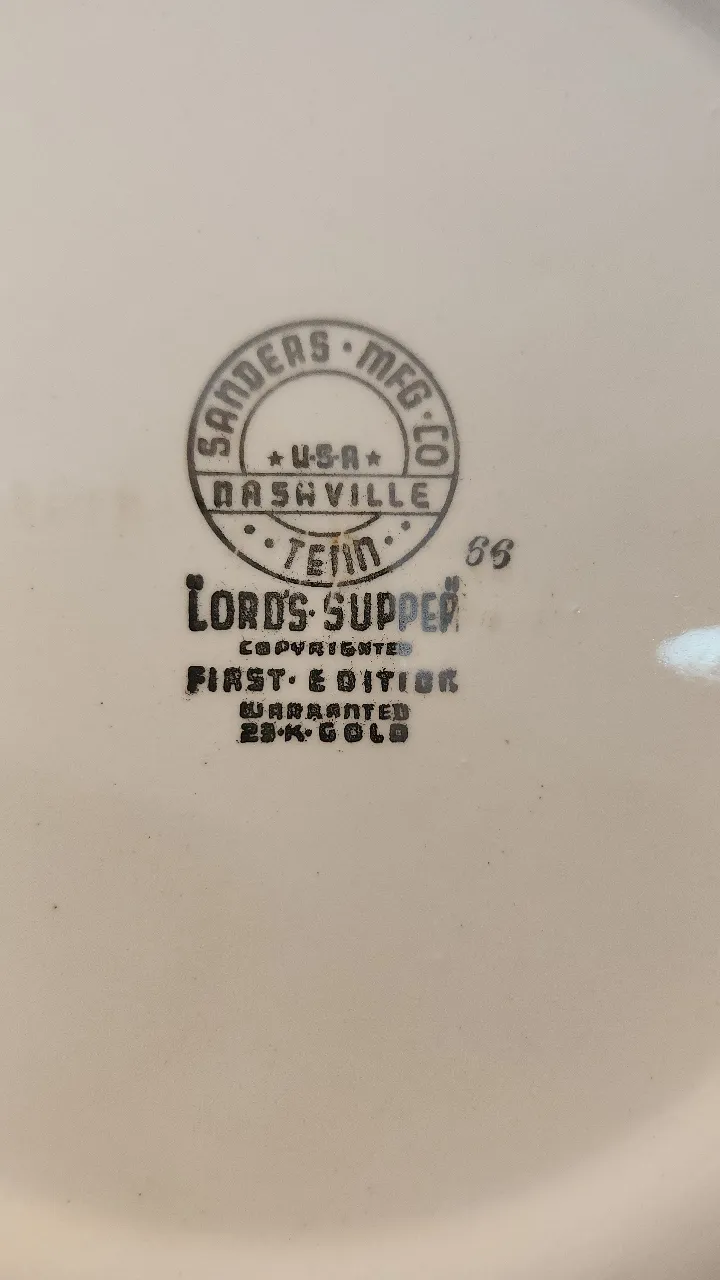 SANDERS · MFG · CO
★ U·S·A ★
NASHVILLE
· · TENN · ·
66
"LORD'S · SUPPER"
COPYRIGHTED
FIRST · EDITION
WARRANTED
23·K·GOLD